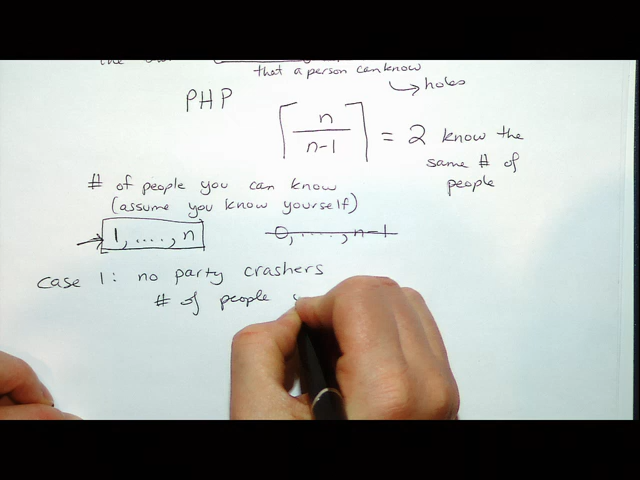 the
that a person can know
holes
PHP
⌈ n / n-1 ⌉ = 2 know the
same # of
people
# of people you can know
(assume you know yourself)
1, ...., n
0, ...., n-1
case 1: no party crashers
# of people